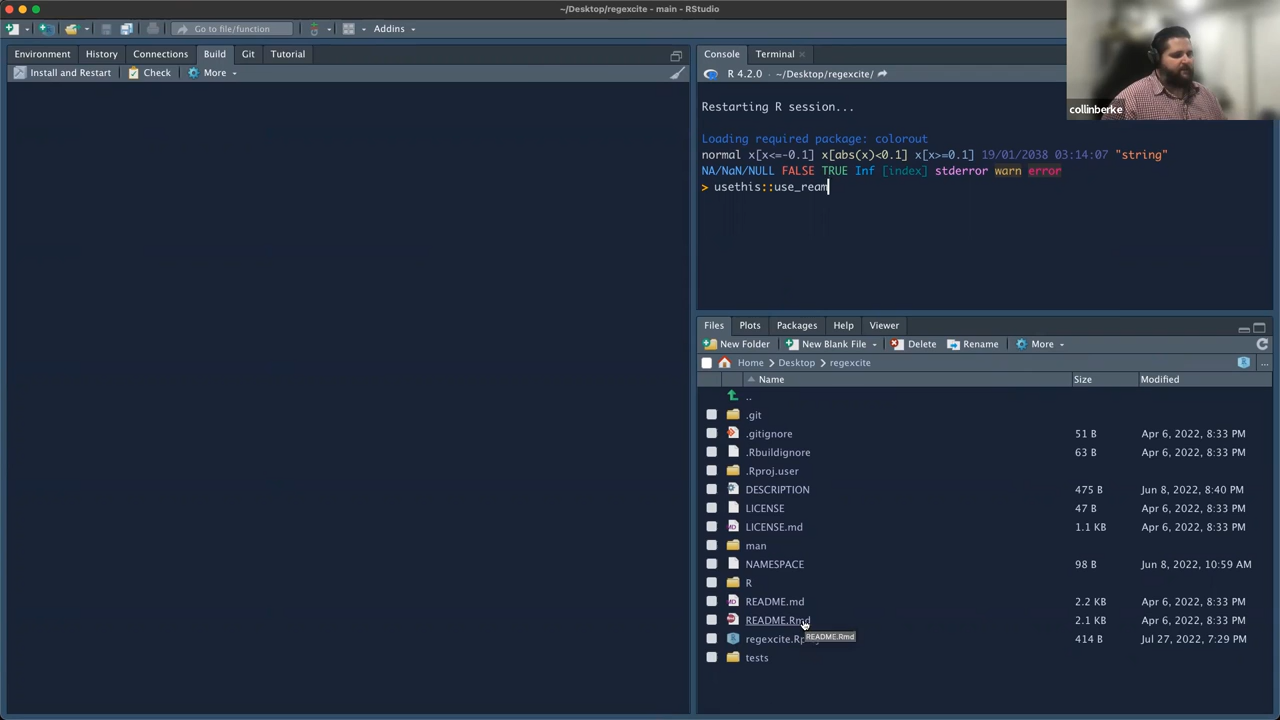 ~/Desktop/regexcite - main - RStudio
Go to file/function
Addins
Environment History Connections Build Git Tutorial
Install and Restart Check More
Console Terminal
R 4.2.0 · ~/Desktop/regexcite/
collinberke
Restarting R session...
Loading required package: colorout
normal x[x<=-0.1] x[abs(x)<0.1] x[x>=0.1] 19/01/2038 03:14:07 "string"
NA/NaN/NULL FALSE TRUE Inf [index] stderror warn error
> usethis::use_ream
Files Plots Packages Help Viewer
New Folder New Blank File Delete Rename More
Home Desktop regexcite
Name Size Modified
..
.git
.gitignore 51 B Apr 6, 2022, 8:33 PM
.Rbuildignore 63 B Apr 6, 2022, 8:33 PM
.Rproj.user
DESCRIPTION 475 B Jun 8, 2022, 8:40 PM
LICENSE 47 B Apr 6, 2022, 8:33 PM
LICENSE.md 1.1 KB Apr 6, 2022, 8:33 PM
man
NAMESPACE 98 B Jun 8, 2022, 10:59 AM
R
README.md 2.2 KB Apr 6, 2022, 8:33 PM
README.Rmd 2.1 KB Apr 6, 2022, 8:33 PM
README.Rmd
regexcite.Rp 414 B Jul 27, 2022, 7:29 PM
tests